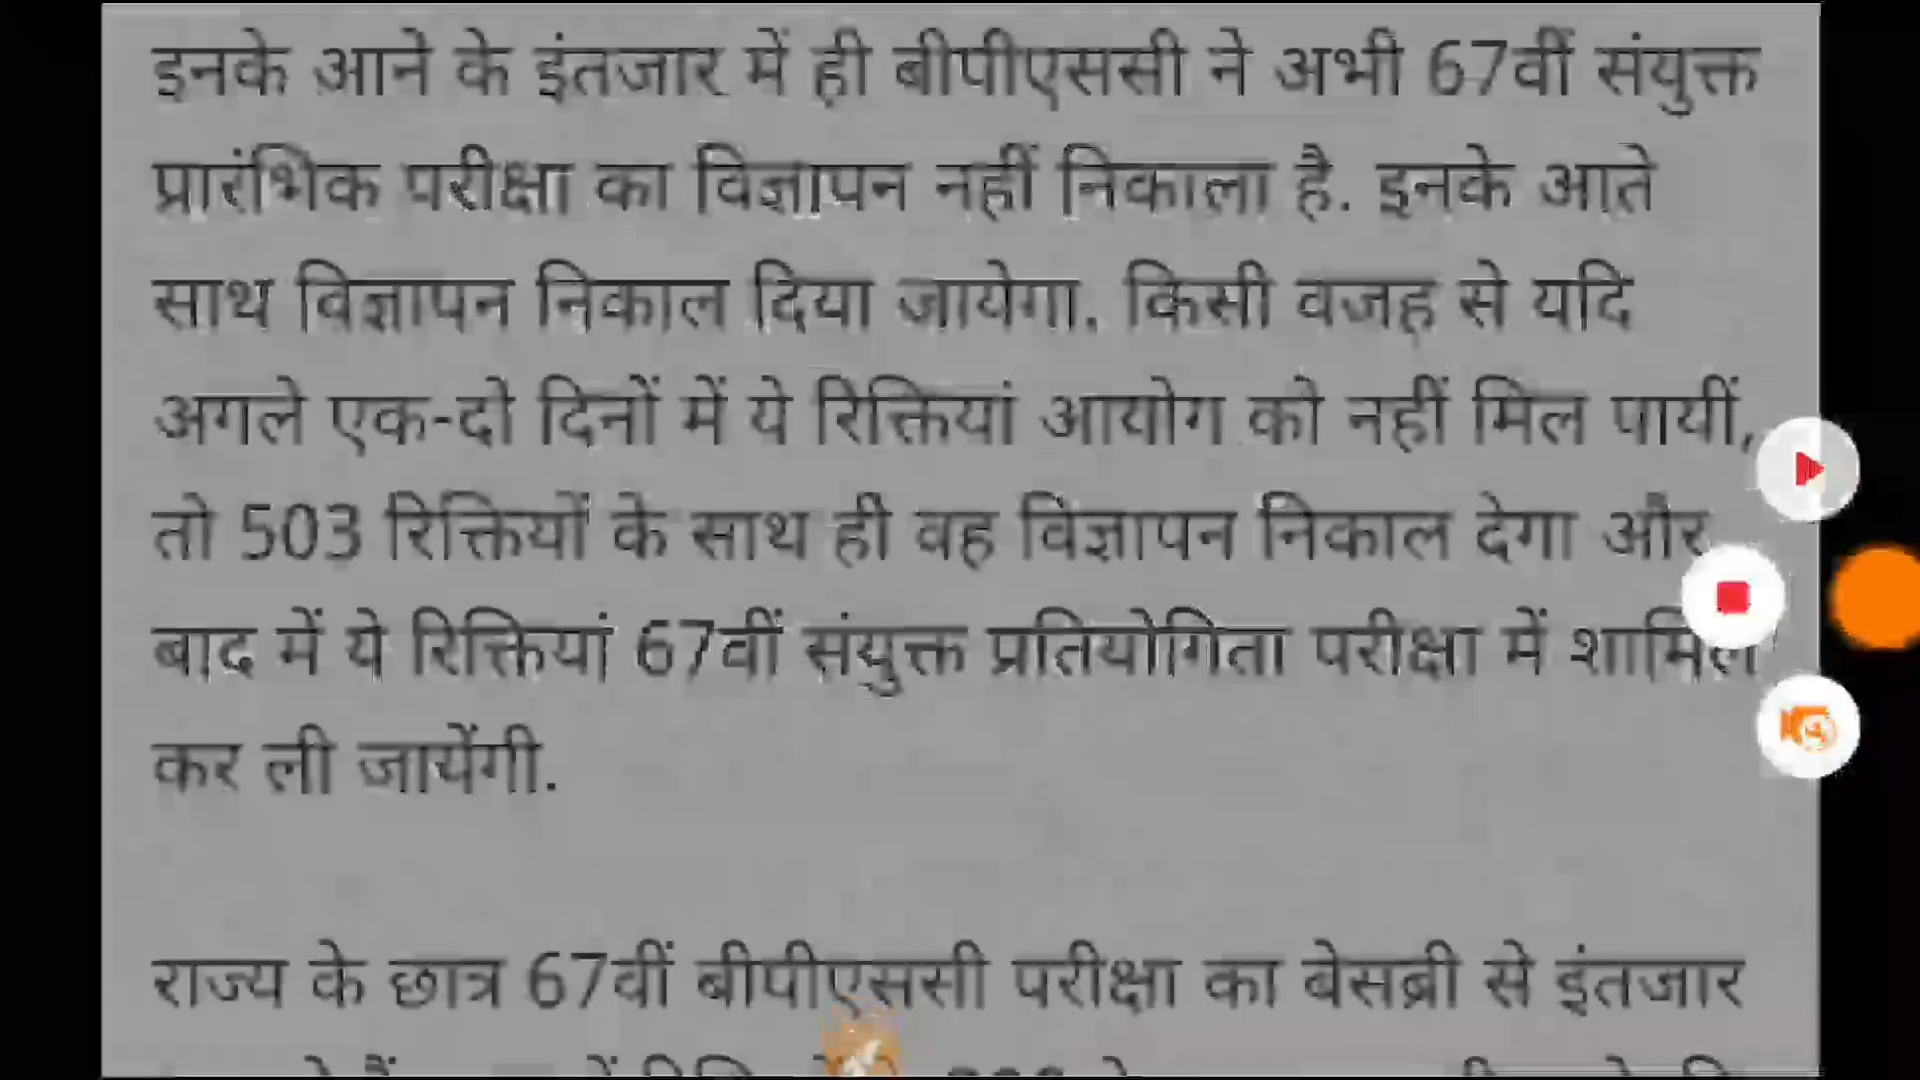 इनके आने के इंतजार में ही बीपीएससी ने अभी 67वीं संयुक्त
प्रारंभिक परीक्षा का विज्ञापन नहीं निकाला है. इनके आते
साथ विज्ञापन निकाल दिया जायेगा. किसी वजह से यदि
अगले एक-दो दिनों में ये रिक्तियां आयोग को नहीं मिल पायीं,
तो 503 रिक्तियों के साथ ही वह विज्ञापन निकाल देगा और
बाद में ये रिक्तियां 67वीं संयुक्त प्रतियोगिता परीक्षा में शामिल
कर ली जायेंगी.
राज्य के छात्र 67वीं बीपीएससी परीक्षा का बेसब्री से इंतजार